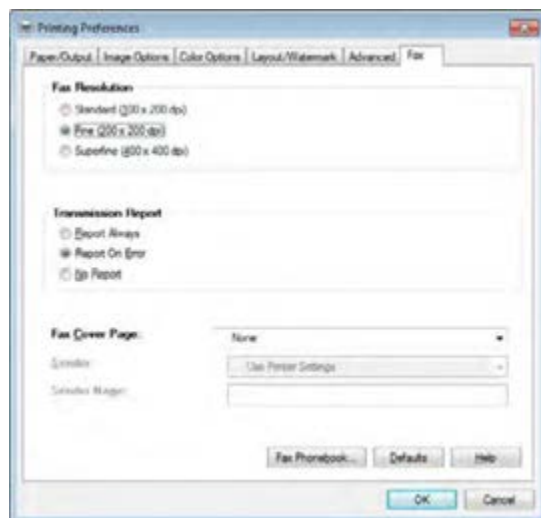 Printing Preferences
Paper/Output Image Options Color Options Layout/Watermark Advanced Fax
Fax Resolution
Standard (200 x 200 dpi)
Fine (200 x 200 dpi)
Superfine (400 x 400 dpi)
Transmission Report
Report Always
Report On Error
No Report
Fax Cover Page:
None
Sender:
Use Printer Settings
Sender Name:
Fax Phonebook... Defaults Help
OK Cancel